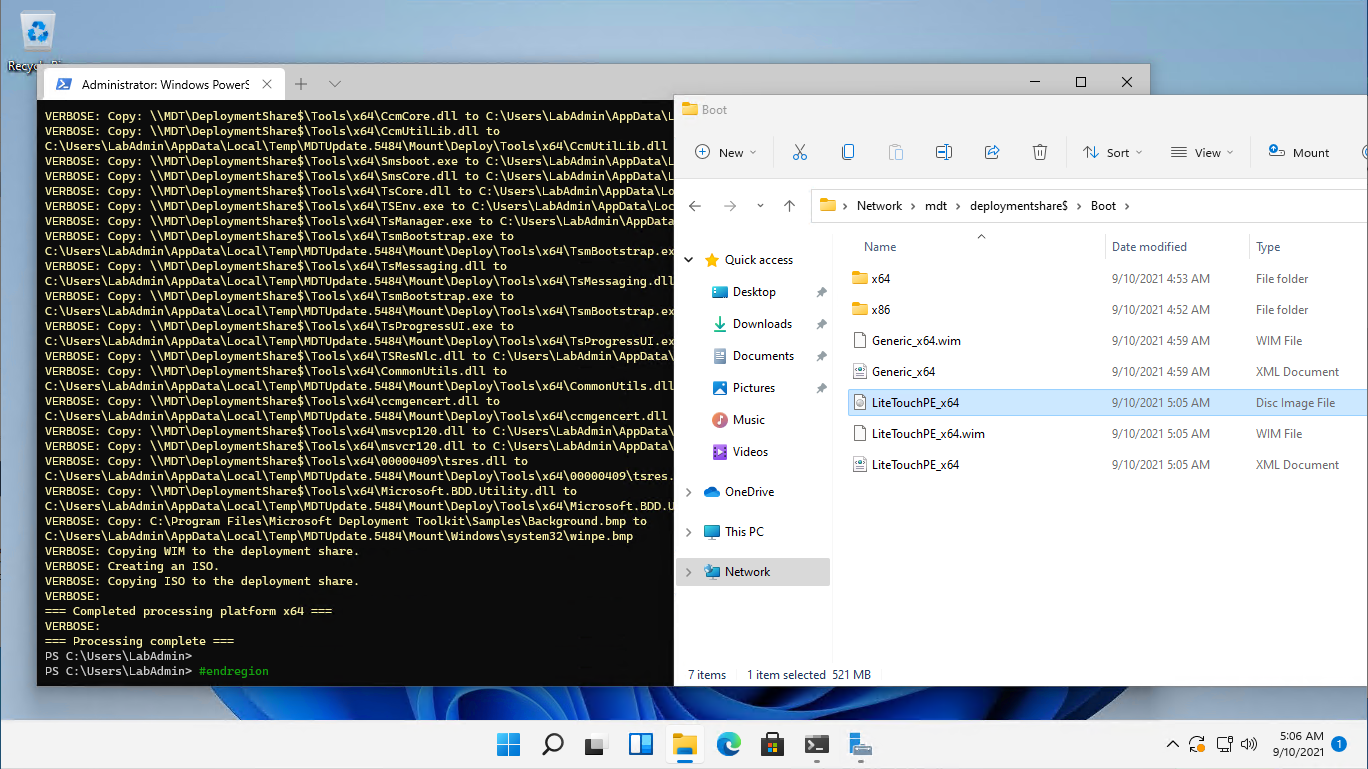 Administrator: Windows PowerS
VERBOSE: Copy: \\MDT\DeploymentShare$\Tools\x64\CcmCore.dll to C:\Users\LabAdmin\AppData\L
VERBOSE: Copy: \\MDT\DeploymentShare$\Tools\x64\CcmUtilLib.dll to
C:\Users\LabAdmin\AppData\Local\Temp\MDTUpdate.5484\Mount\Deploy\Tools\x64\CcmUtilLib.dll
VERBOSE: Copy: \\MDT\DeploymentShare$\Tools\x64\Smsboot.exe to C:\Users\LabAdmin\AppData\L
VERBOSE: Copy: \\MDT\DeploymentShare$\Tools\x64\SmsCore.dll to C:\Users\LabAdmin\AppData\L
VERBOSE: Copy: \\MDT\DeploymentShare$\Tools\x64\TsCore.dll to C:\Users\LabAdmin\AppData\Lo
VERBOSE: Copy: \\MDT\DeploymentShare$\Tools\x64\TSEnv.exe to C:\Users\LabAdmin\AppData\Loc
VERBOSE: Copy: \\MDT\DeploymentShare$\Tools\x64\TsManager.exe to C:\Users\LabAdmin\AppData\
VERBOSE: Copy: \\MDT\DeploymentShare$\Tools\x64\TsmBootstrap.exe to
C:\Users\LabAdmin\AppData\Local\Temp\MDTUpdate.5484\Mount\Deploy\Tools\x64\TsmBootstrap.ex
VERBOSE: Copy: \\MDT\DeploymentShare$\Tools\x64\TsMessaging.dll to
C:\Users\LabAdmin\AppData\Local\Temp\MDTUpdate.5484\Mount\Deploy\Tools\x64\TsMessaging.dll
VERBOSE: Copy: \\MDT\DeploymentShare$\Tools\x64\TsmBootstrap.exe to
C:\Users\LabAdmin\AppData\Local\Temp\MDTUpdate.5484\Mount\Deploy\Tools\x64\TsmBootstrap.ex
VERBOSE: Copy: \\MDT\DeploymentShare$\Tools\x64\TsProgressUI.exe to
C:\Users\LabAdmin\AppData\Local\Temp\MDTUpdate.5484\Mount\Deploy\Tools\x64\TsProgressUI.ex
VERBOSE: Copy: \\MDT\DeploymentShare$\Tools\x64\TSResNlc.dll to C:\Users\LabAdmin\AppData\
VERBOSE: Copy: \\MDT\DeploymentShare$\Tools\x64\CommonUtils.dll to
C:\Users\LabAdmin\AppData\Local\Temp\MDTUpdate.5484\Mount\Deploy\Tools\x64\CommonUtils.dll
VERBOSE: Copy: \\MDT\DeploymentShare$\Tools\x64\ccmgencert.dll to
C:\Users\LabAdmin\AppData\Local\Temp\MDTUpdate.5484\Mount\Deploy\Tools\x64\ccmgencert.dll
VERBOSE: Copy: \\MDT\DeploymentShare$\Tools\x64\msvcp120.dll to C:\Users\LabAdmin\AppData\
VERBOSE: Copy: \\MDT\DeploymentShare$\Tools\x64\msvcr120.dll to C:\Users\LabAdmin\AppData\
VERBOSE: Copy: \\MDT\DeploymentShare$\Tools\x64\00000409\tsres.dll to
C:\Users\LabAdmin\AppData\Local\Temp\MDTUpdate.5484\Mount\Deploy\Tools\x64\00000409\tsres.
VERBOSE: Copy: \\MDT\DeploymentShare$\Tools\x64\Microsoft.BDD.Utility.dll to
C:\Users\LabAdmin\AppData\Local\Temp\MDTUpdate.5484\Mount\Deploy\Tools\x64\Microsoft.BDD.U
VERBOSE: Copy: C:\Program Files\Microsoft Deployment Toolkit\Samples\Background.bmp to
C:\Users\LabAdmin\AppData\Local\Temp\MDTUpdate.5484\Mount\Windows\system32\winpe.bmp
VERBOSE: Copying WIM to the deployment share.
VERBOSE: Creating an ISO.
VERBOSE: Copying ISO to the deployment share.
VERBOSE:
=== Completed processing platform x64 ===
VERBOSE:
=== Processing complete ===
PS C:\Users\LabAdmin>
PS C:\Users\LabAdmin> #endregion
Boot
New Sort View Mount
Network mdt deploymentshare$ Boot
Quick access
Desktop
Downloads
Documents
Pictures
Music
Videos
OneDrive
This PC
Network
Name Date modified Type
x64 9/10/2021 4:53 AM File folder
x86 9/10/2021 4:52 AM File folder
Generic_x64.wim 9/10/2021 4:59 AM WIM File
Generic_x64 9/10/2021 4:59 AM XML Document
LiteTouchPE_x64 9/10/2021 5:05 AM Disc Image File
LiteTouchPE_x64.wim 9/10/2021 5:05 AM WIM File
LiteTouchPE_x64 9/10/2021 5:05 AM XML Document
7 items 1 item selected 521 MB
5:06 AM
9/10/2021
1